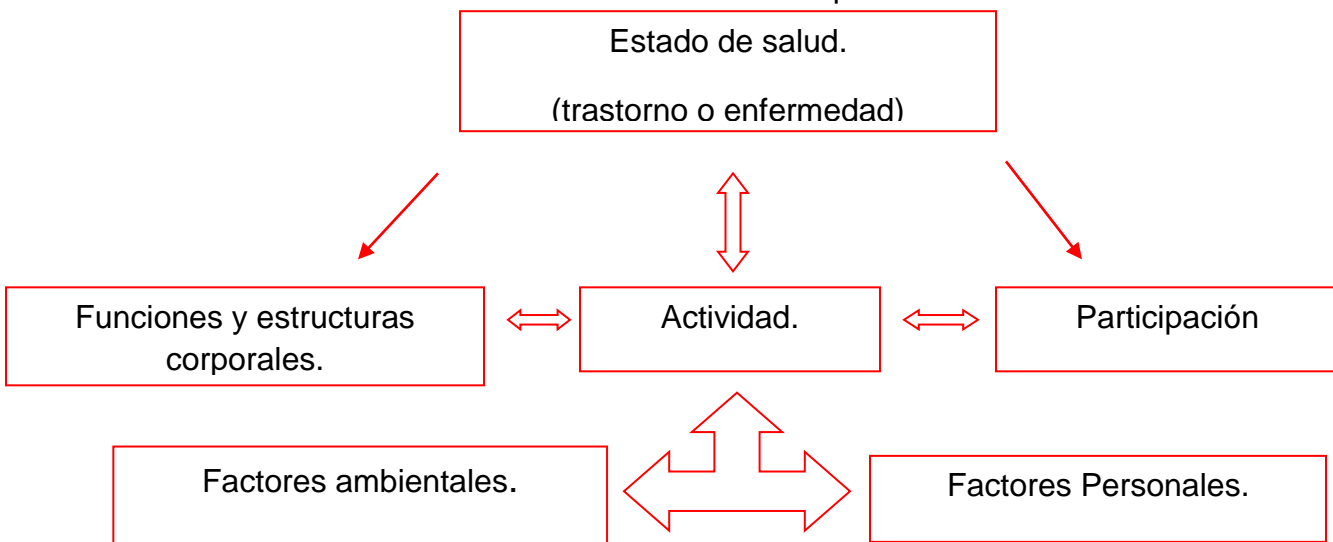 Estado de salud.
(trastorno o enfermedad)
Funciones y estructuras
corporales.
Actividad.
Participación
Factores ambientales.
Factores Personales.